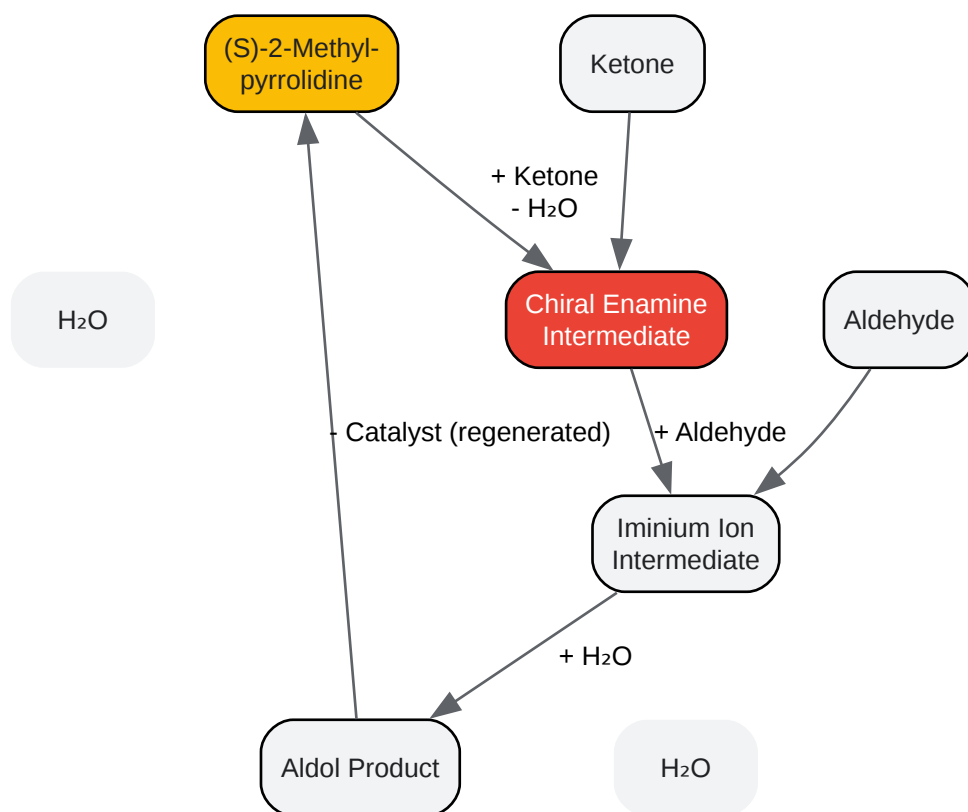 (S)-2-Methyl-
pyrrolidine
Ketone
+ Ketone
- H₂O
H₂O
Chiral Enamine
Intermediate
Aldehyde
- Catalyst (regenerated)
+ Aldehyde
Iminium Ion
Intermediate
+ H₂O
Aldol Product
H₂O